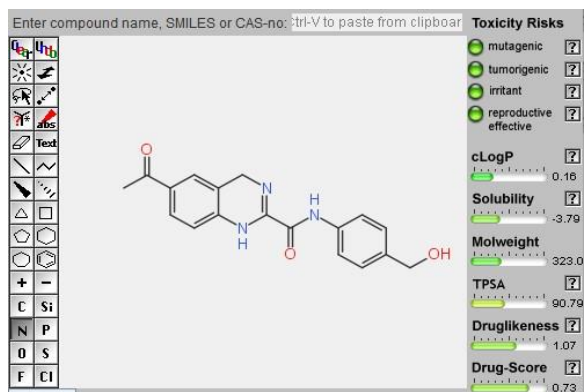 Enter compound name, SMILES or CAS-no: Ctrl-V to paste from clipboar
Toxicity Risks
mutagenic ?
tumorigenic ?
irritant ?
reproductive effective ?
cLogP ?
0.16
Solubility ?
-3.79
Molweight
323.0
TPSA ?
90.79
Druglikeness ?
1.07
Drug-Score ?
0.73
? abs
Text
+ −
C Si
N P
O S
F Cl
O
N
H
N
N
H
O
OH